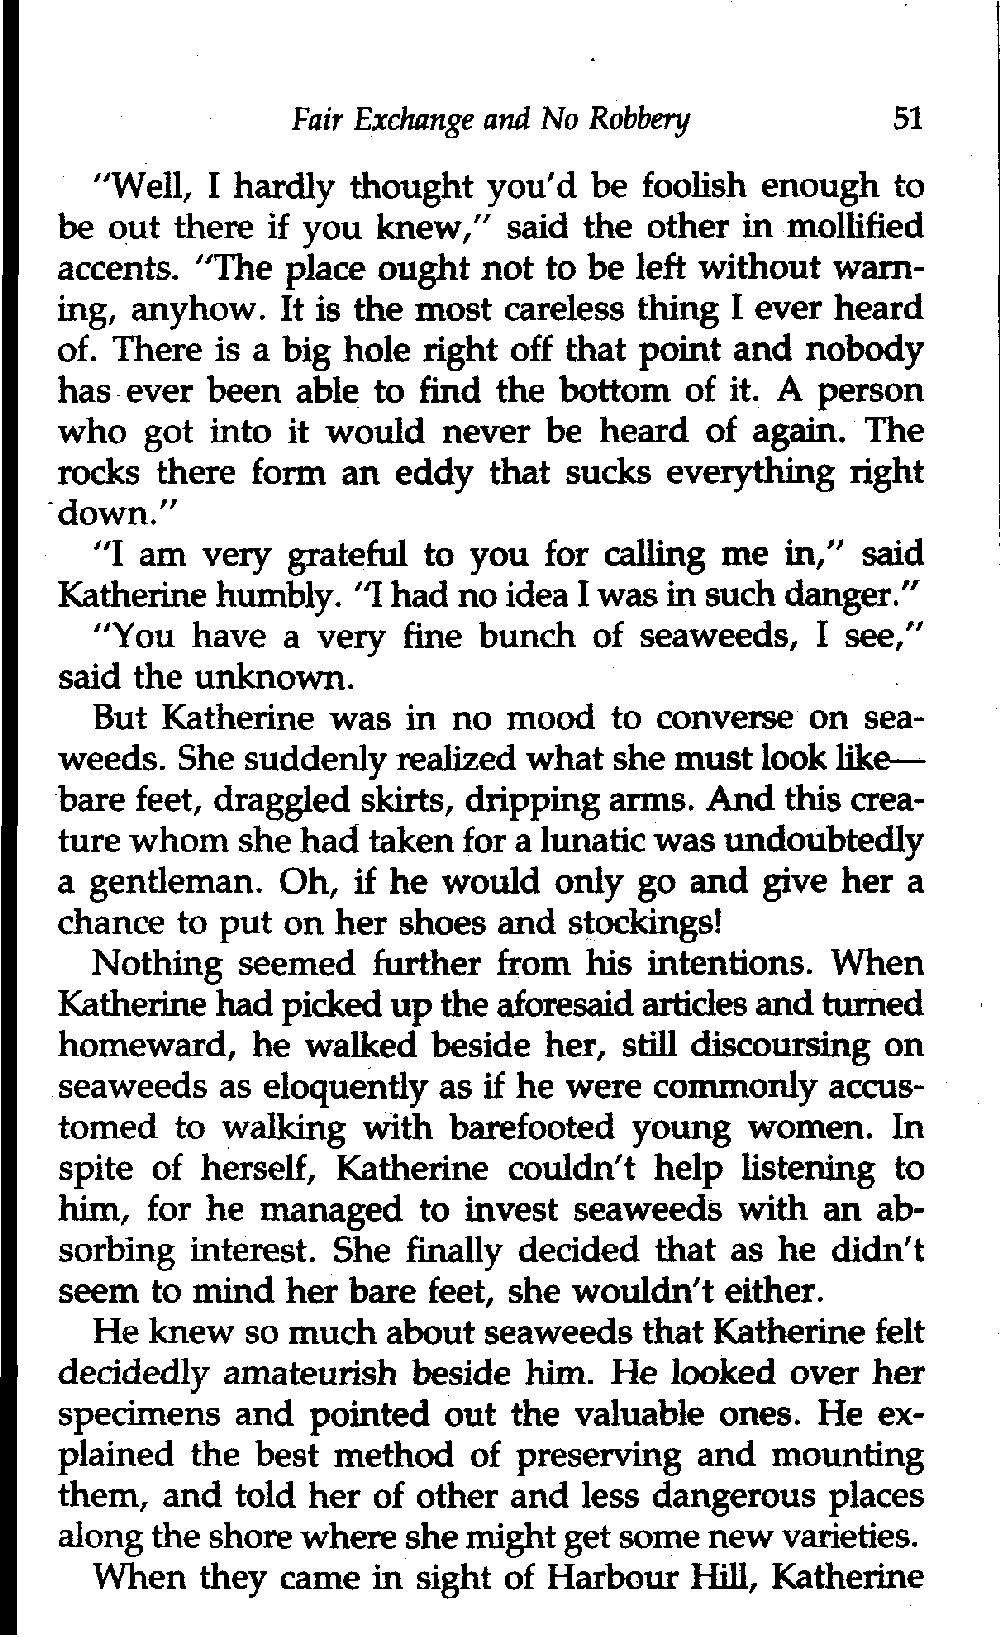 Fair Exchange and No Robbery 51
"Well, I hardly thought you'd be foolish enough to
be out there if you knew," said the other in mollified
accents. "The place ought not to be left without warn-
ing, anyhow. It is the most careless thing I ever heard
of. There is a big hole right off that point and nobody
has ever been able to find the bottom of it. A person
who got into it would never be heard of again. The
rocks there form an eddy that sucks everything right
down."
"I am very grateful to you for calling me in," said
Katherine humbly. "I had no idea I was in such danger."
"You have a very fine bunch of seaweeds, I see,"
said the unknown.
But Katherine was in no mood to converse on sea-
weeds. She suddenly realized what she must look like—
bare feet, draggled skirts, dripping arms. And this crea-
ture whom she had taken for a lunatic was undoubtedly
a gentleman. Oh, if he would only go and give her a
chance to put on her shoes and stockings!
Nothing seemed further from his intentions. When
Katherine had picked up the aforesaid articles and turned
homeward, he walked beside her, still discoursing on
seaweeds as eloquently as if he were commonly accus-
tomed to walking with barefooted young women. In
spite of herself, Katherine couldn't help listening to
him, for he managed to invest seaweeds with an ab-
sorbing interest. She finally decided that as he didn't
seem to mind her bare feet, she wouldn't either.
He knew so much about seaweeds that Katherine felt
decidedly amateurish beside him. He looked over her
specimens and pointed out the valuable ones. He ex-
plained the best method of preserving and mounting
them, and told her of other and less dangerous places
along the shore where she might get some new varieties.
When they came in sight of Harbour Hill, Katherine